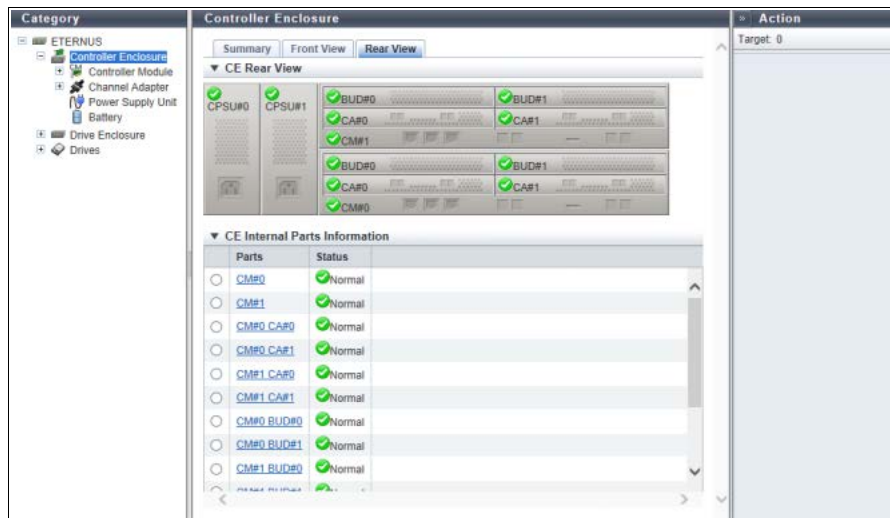 Category
ETERNUS
Controller Enclosure
Controller Module
Channel Adapter
Power Supply Unit
Battery
Drive Enclosure
Drives
Controller Enclosure
Summary Front View Rear View
▼ CE Rear View
CPSU#0 CPSU#1
BUD#0 BUD#1
CA#0 CA#1
CM#1
BUD#0 BUD#1
CA#0 CA#1
CM#0
▼ CE Internal Parts Information
Parts Status
CM#0 Normal
CM#1 Normal
CM#0 CA#0 Normal
CM#0 CA#1 Normal
CM#1 CA#0 Normal
CM#1 CA#1 Normal
CM#0 BUD#0 Normal
CM#0 BUD#1 Normal
CM#1 BUD#0 Normal
» Action
Target: 0